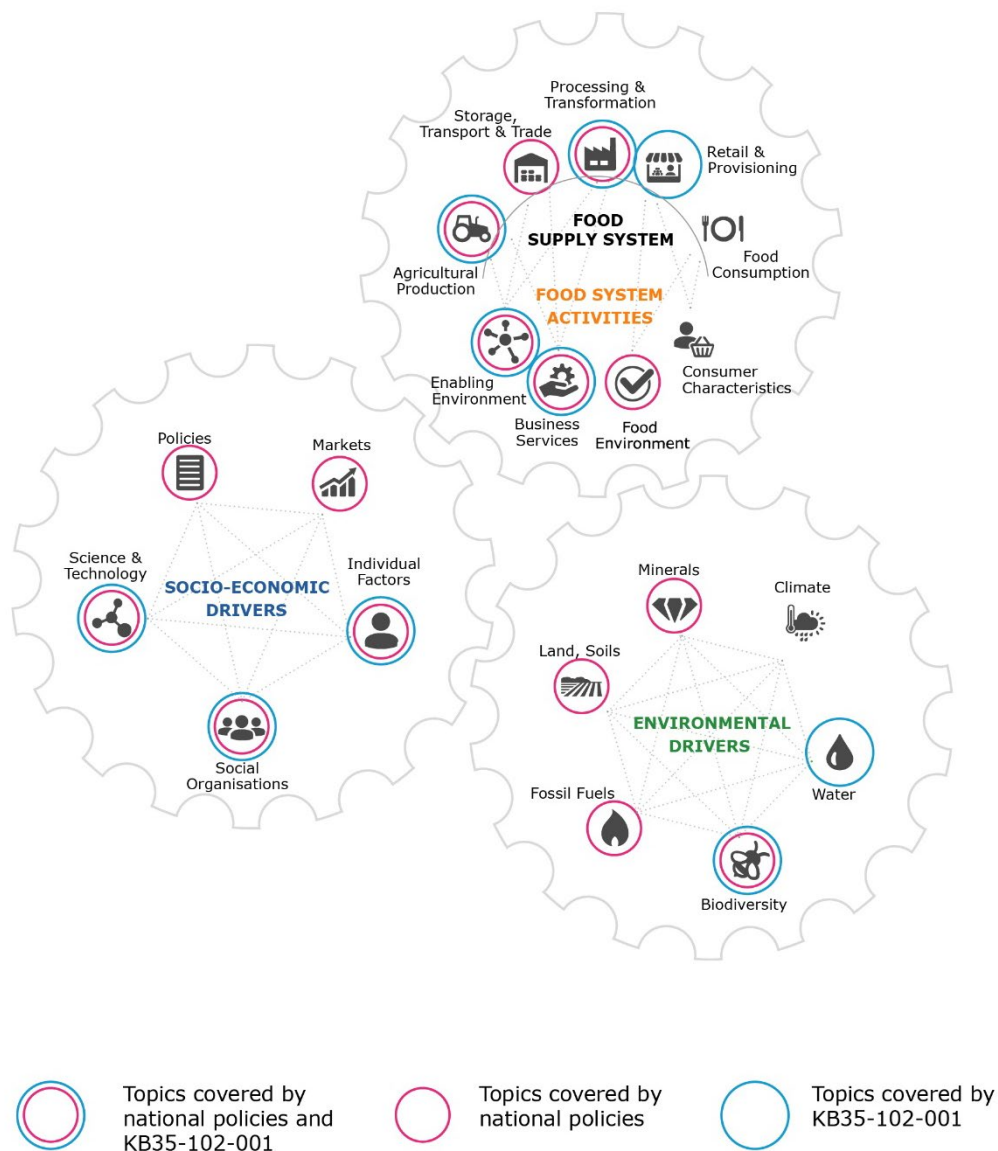 Processing &
Transformation
Storage,
Transport & Trade
Retail &
Provisioning
FOOD
SUPPLY SYSTEM
Food
Consumption
Agricultural
Production
FOOD SYSTEM
ACTIVITIES
Enabling
Environment
Business
Services
Food
Environment
Consumer
Characteristics
Policies
Markets
Science &
Technology
Individual
Factors
SOCIO-ECONOMIC
DRIVERS
Social
Organisations
Minerals
Climate
Land, Soils
ENVIRONMENTAL
DRIVERS
Fossil Fuels
Water
Biodiversity
Topics covered by
national policies and
KB35-102-001
Topics covered by
national policies
Topics covered by
KB35-102-001